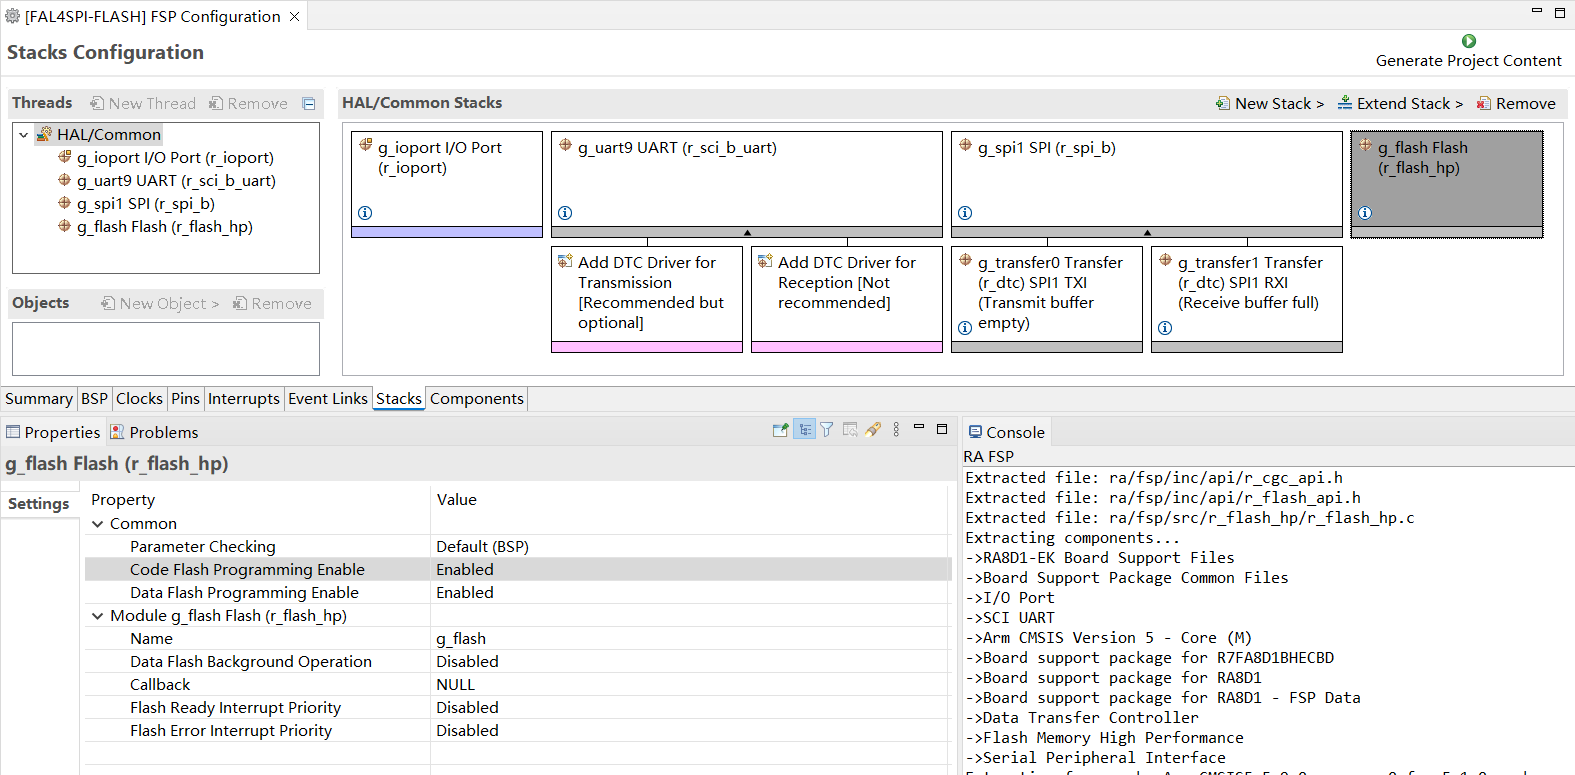 [FAL4SPI-FLASH] FSP Configuration
Stacks Configuration
Generate Project Content
Threads
New Thread
Remove
HAL/Common
g_ioport I/O Port (r_ioport)
g_uart9 UART (r_sci_b_uart)
g_spi1 SPI (r_spi_b)
g_flash Flash (r_flash_hp)
Objects
New Object >
Remove
HAL/Common Stacks
New Stack >
Extend Stack >
Remove
g_ioport I/O Port
(r_ioport)
g_uart9 UART (r_sci_b_uart)
g_spi1 SPI (r_spi_b)
g_flash Flash
(r_flash_hp)
Add DTC Driver for
Transmission
[Recommended but
optional]
Add DTC Driver for
Reception [Not
recommended]
g_transfer0 Transfer
(r_dtc) SPI1 TXI
(Transmit buffer
empty)
g_transfer1 Transfer
(r_dtc) SPI1 RXI
(Receive buffer full)
Summary
BSP
Clocks
Pins
Interrupts
Event Links
Stacks
Components
Properties
Problems
g_flash Flash (r_flash_hp)
Settings
Property Value
Common
Parameter Checking Default (BSP)
Code Flash Programming Enable Enabled
Data Flash Programming Enable Enabled
Module g_flash Flash (r_flash_hp)
Name g_flash
Data Flash Background Operation Disabled
Callback NULL
Flash Ready Interrupt Priority Disabled
Flash Error Interrupt Priority Disabled
Console
RA FSP
Extracted file: ra/fsp/inc/api/r_cgc_api.h
Extracted file: ra/fsp/inc/api/r_flash_api.h
Extracted file: ra/fsp/src/r_flash_hp/r_flash_hp.c
Extracting components...
->RA8D1-EK Board Support Files
->Board Support Package Common Files
->I/O Port
->SCI UART
->Arm CMSIS Version 5 - Core (M)
->Board support package for R7FA8D1BHECBD
->Board support package for RA8D1
->Board support package for RA8D1 - FSP Data
->Data Transfer Controller
->Flash Memory High Performance
->Serial Peripheral Interface